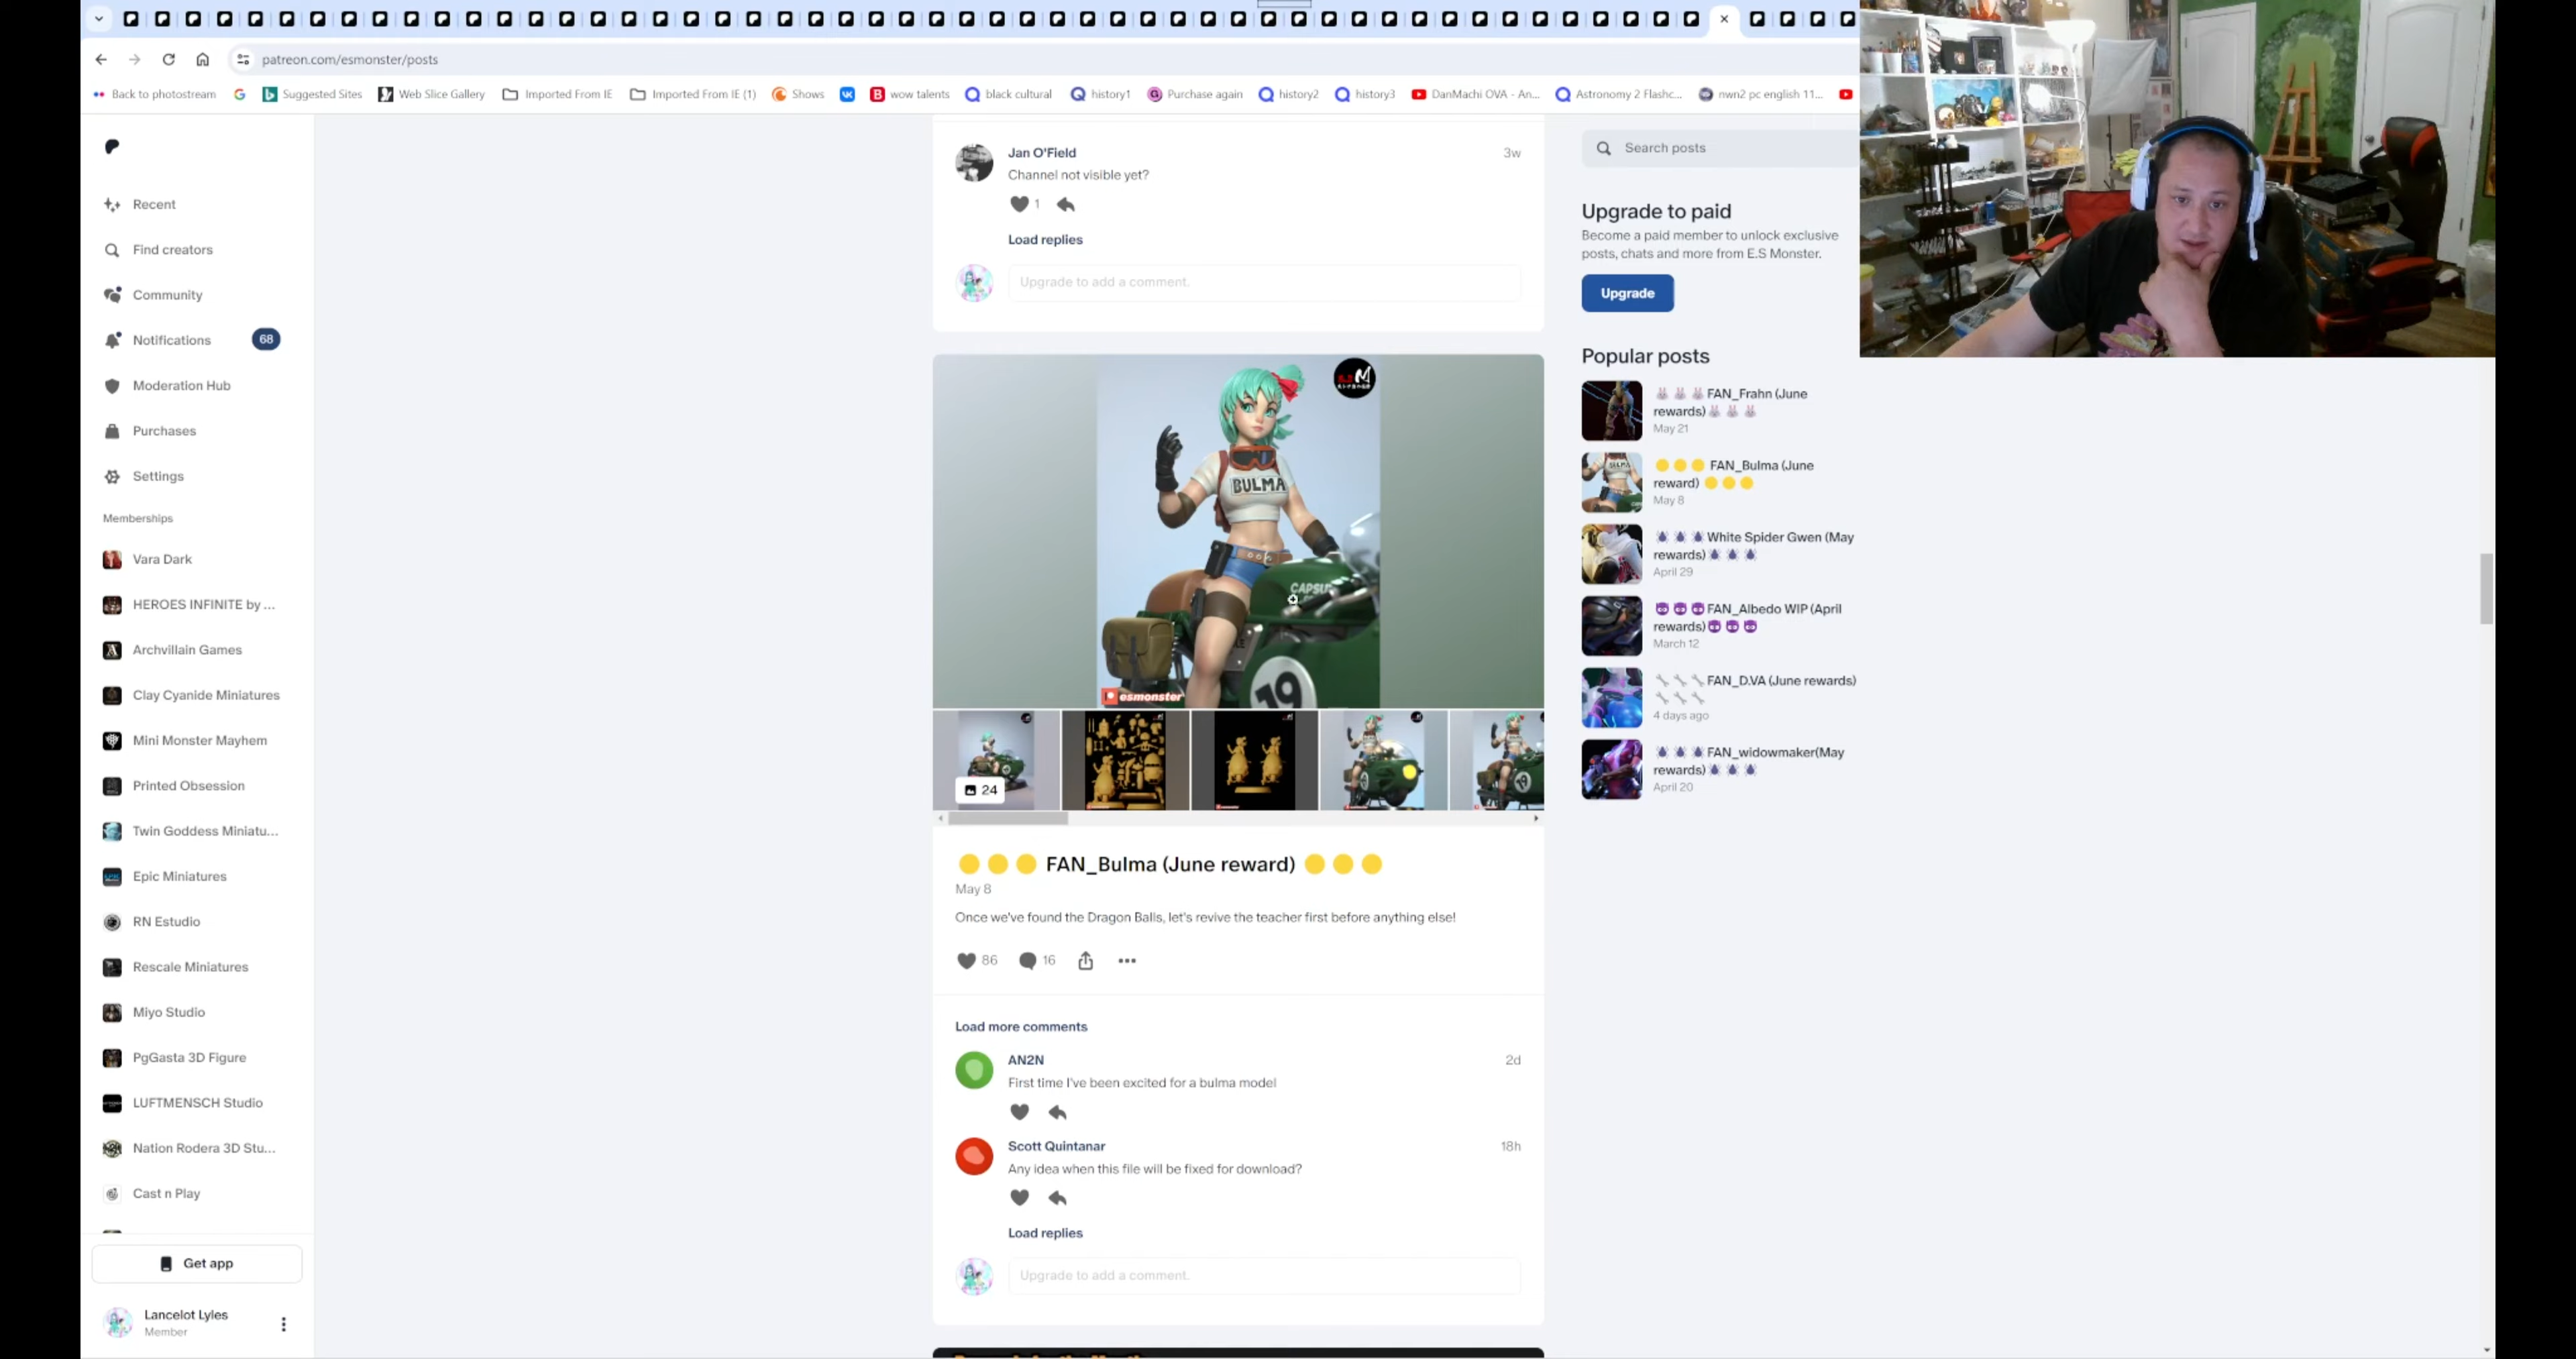 patreon.com/esmonster/posts
Back to photostream
Suggested Sites
Web Slice Gallery
Imported From IE
Imported From IE (1)
Shows
wow talents
black cultural
history1
Purchase again
history2
history3
DanMachi OVA - An...
Astronomy 2 Flashc...
nwn2 pc english 11...
Recent
Find creators
Community
Notifications 68
Moderation Hub
Purchases
Settings
Memberships
Vara Dark
HEROES INFINITE by ...
Archvillain Games
Clay Cyanide Miniatures
Mini Monster Mayhem
Printed Obsession
Twin Goddess Miniatu...
Epic Miniatures
RN Estudio
Rescale Miniatures
Miyo Studio
PgGasta 3D Figure
LUFTMENSCH Studio
Nation Rodera 3D Stu...
Cast n Play
Get app
Lancelot Lyles
Member
Jan O'Field 3w
Channel not visible yet?
1
Load replies
Upgrade to add a comment.
BULMA
CAPSU
19
esmonster
24
FAN_Bulma (June reward)
May 8
Once we've found the Dragon Balls, let's revive the teacher first before anything else!
86 16
Load more comments
AN2N 2d
First time I've been excited for a bulma model
Scott Quintanar 18h
Any idea when this file will be fixed for download?
Load replies
Upgrade to add a comment.
Search posts
Upgrade to paid
Become a paid member to unlock exclusive
posts, chats and more from E.S Monster.
Upgrade
Popular posts
FAN_Frahn (June
rewards)
May 21
FAN_Bulma (June
reward)
May 8
White Spider Gwen (May
rewards)
April 29
FAN_Albedo WIP (April
rewards)
March 12
FAN_D.VA (June rewards)
4 days ago
FAN_widowmaker(May
rewards)
April 20